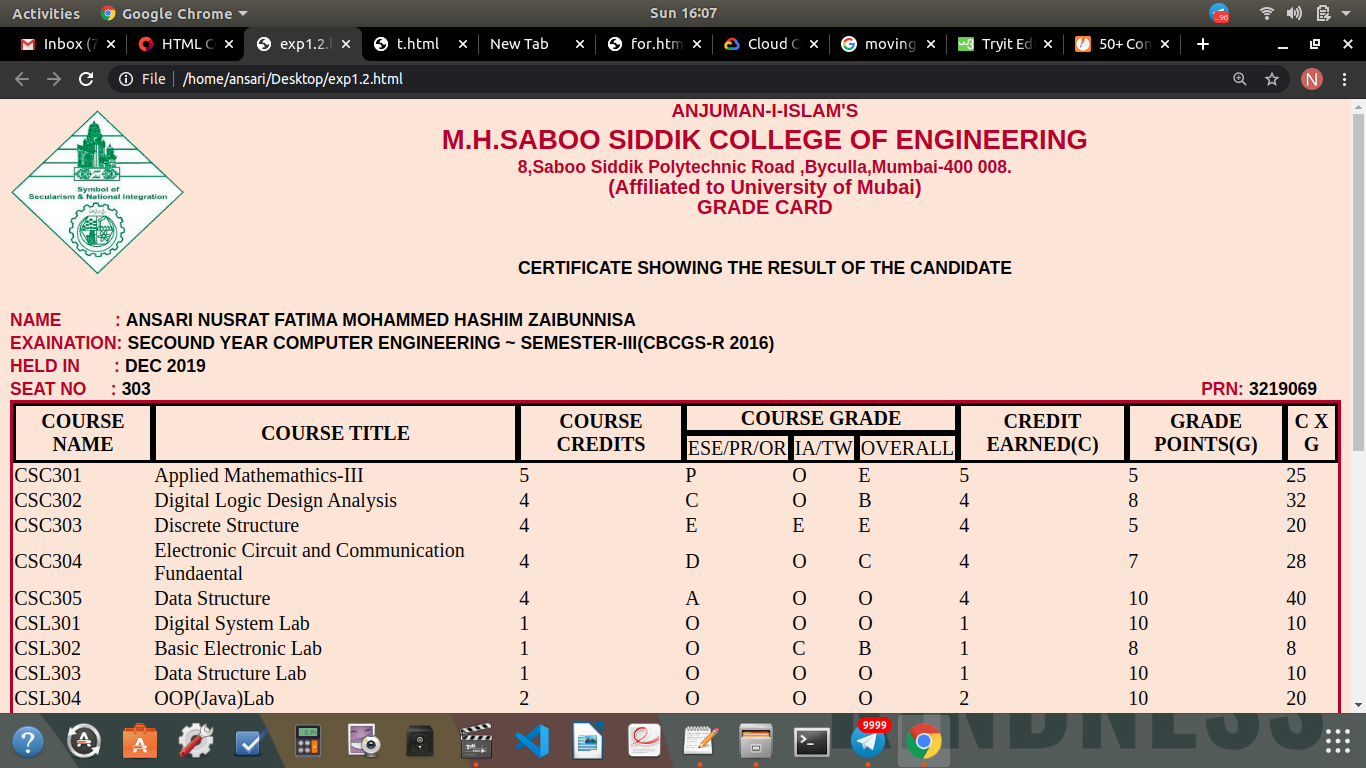 Activities Google Chrome Sun 16:07 .96
Inbox (7 HTML C exp1.2.h t.html New Tab for.htm Cloud C moving Tryit Ed 50+ Con
File /home/ansari/Desktop/exp1.2.html N
ANJUMAN-I-ISLAM'S
M.H.SABOO SIDDIK COLLEGE OF ENGINEERING
8,Saboo Siddik Polytechnic Road ,Byculla,Mumbai-400 008.
(Affiliated to University of Mubai)
GRADE CARD
Symbol of
Secularism & National Integration
CERTIFICATE SHOWING THE RESULT OF THE CANDIDATE
NAME : ANSARI NUSRAT FATIMA MOHAMMED HASHIM ZAIBUNNISA
EXAINATION: SECOUND YEAR COMPUTER ENGINEERING ~ SEMESTER-III(CBCGS-R 2016)
HELD IN : DEC 2019
SEAT NO : 303 PRN: 3219069
COURSE NAME COURSE TITLE COURSE CREDITS COURSE GRADE CREDIT EARNED(C) GRADE POINTS(G) C X G
ESE/PR/OR IA/TW OVERALL
CSC301 Applied Mathemathics-III 5 P O E 5 5 25
CSC302 Digital Logic Design Analysis 4 C O B 4 8 32
CSC303 Discrete Structure 4 E E E 4 5 20
CSC304 Electronic Circuit and Communication Fundaental 4 D O C 4 7 28
CSC305 Data Structure 4 A O O 4 10 40
CSL301 Digital System Lab 1 O O O 1 10 10
CSL302 Basic Electronic Lab 1 O C B 1 8 8
CSL303 Data Structure Lab 1 O O O 1 10 10
CSL304 OOP(Java)Lab 2 O O O 2 10 20
9999